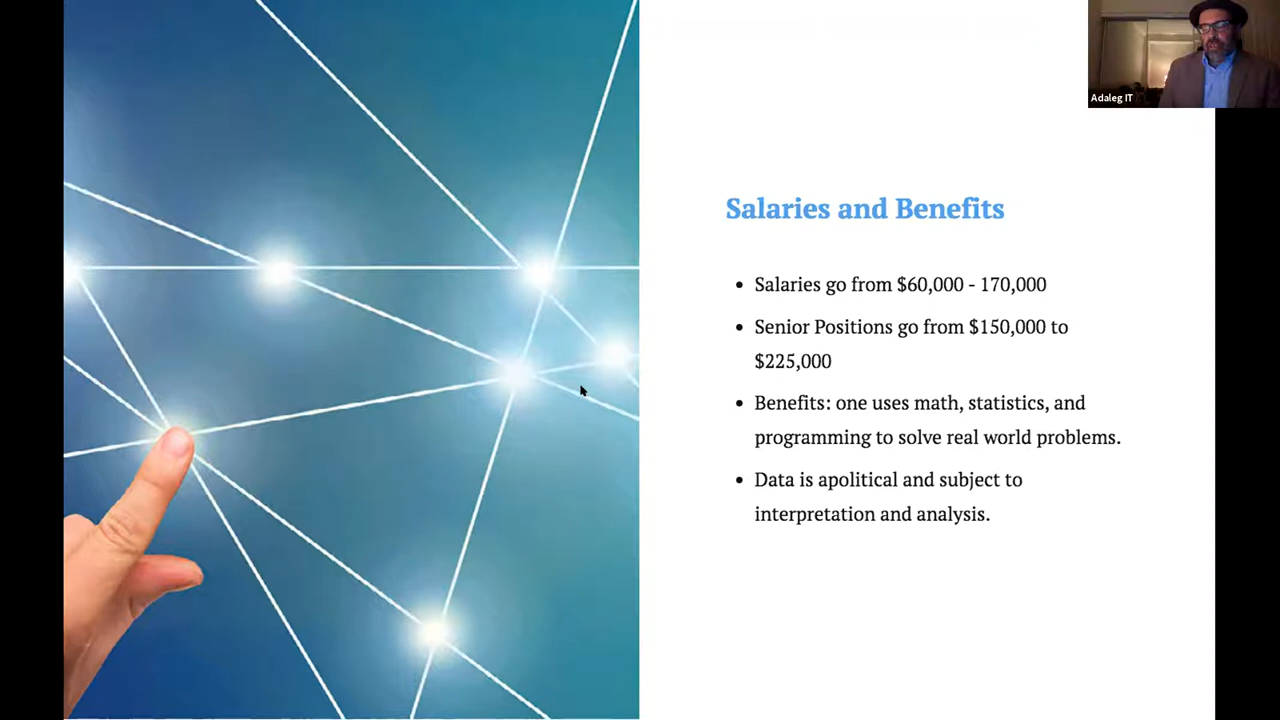 Adaleg IT
Salaries and Benefits
• Salaries go from $60,000 - 170,000
• Senior Positions go from $150,000 to
$225,000
• Benefits: one uses math, statistics, and
programming to solve real world problems.
• Data is apolitical and subject to
interpretation and analysis.